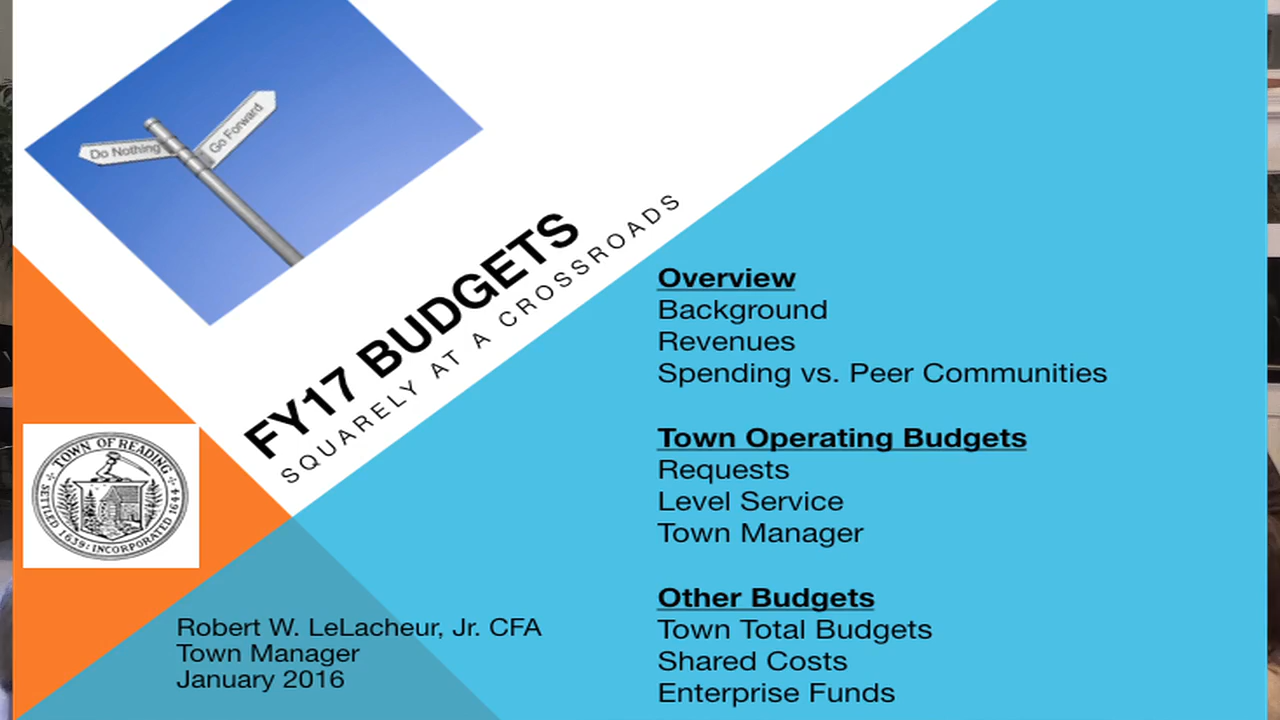 Do Nothing
Go Forward
FY17 BUDGETS
SQUARELY AT A CROSSROADS
TOWN OF READING
SETTLED 1639: INCORPORATED 1644
Robert W. LeLacheur, Jr. CFA
Town Manager
January 2016
Overview
Background
Revenues
Spending vs. Peer Communities
Town Operating Budgets
Requests
Level Service
Town Manager
Other Budgets
Town Total Budgets
Shared Costs
Enterprise Funds